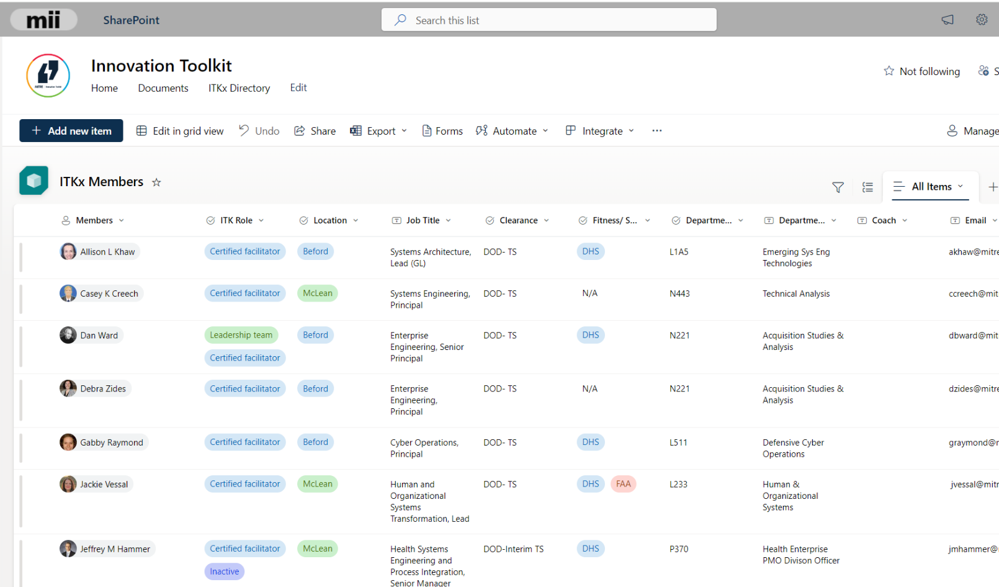 mii SharePoint Search this list
MITRE | Innovation Toolkit
Innovation Toolkit
Home Documents ITKx Directory Edit
Not following S
+ Add new item Edit in grid view Undo Share Export Forms Automate Integrate ... Manage
ITKx Members
All Items +
Members ITK Role Location Job Title Clearance Fitness/ S... Departme... Departme... Coach Email
Allison L Khaw Certified facilitator Beford Systems Architecture, DOD- TS DHS L1A5 Emerging Sys Eng akhaw@mitre
Lead (GL) Technologies
Casey K Creech Certified facilitator McLean Systems Engineering, DOD- TS N/A N443 Technical Analysis ccreech@mit
Principal
Dan Ward Leadership team Beford Enterprise DOD- TS DHS N221 Acquisition Studies & dbward@mit
Engineering, Senior Analysis
Certified facilitator Principal
Debra Zides Certified facilitator Beford Enterprise DOD- TS N/A N221 Acquisition Studies & dzides@mitre
Engineering, Analysis
Principal
Gabby Raymond Certified facilitator Beford Cyber Operations, DOD- TS DHS L511 Defensive Cyber graymond@
Principal Operations
Jackie Vessal Certified facilitator McLean Human and DOD- TS DHS FAA L233 Human & jvessal@mit
Organizational Organizational
Systems Systems
Transformation, Lead
Jeffrey M Hammer Certified facilitator McLean Health Systems DOD-Interim TS DHS P370 Health Enterprise jmhammer@
Engineering and PMO Divison Officer
Inactive Process Integration,
Senior Manager